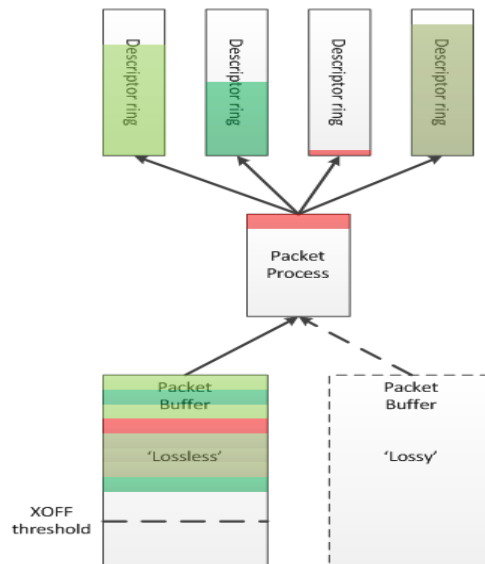 Descriptor ring
Descriptor ring
Descriptor ring
Descriptor ring
Packet
Process
Packet
Buffer
'Lossless'
XOFF
threshold
Packet
Buffer
'Lossy'